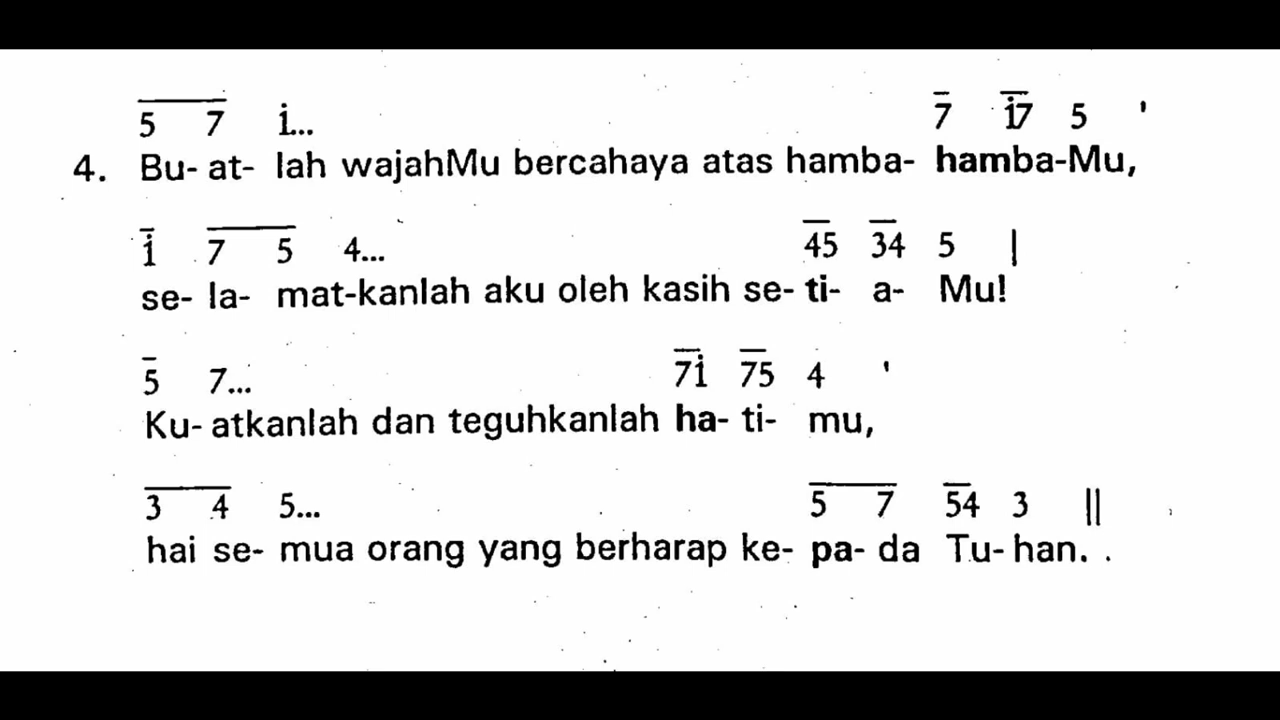 5 7 i...  7 i7 5 '
4. Bu- at- lah wajahMu bercahaya atas hamba- hamba-Mu,
i 7 5 4...  45 34 5 |
se- la- mat-kanlah aku oleh kasih se- ti- a- Mu!
5 7...  7i 75 4 '
Ku- atkanlah dan teguhkanlah ha- ti- mu,
3 4 5...  5 7 54 3 ||
hai se- mua orang yang berharap ke- pa- da Tu- han. .